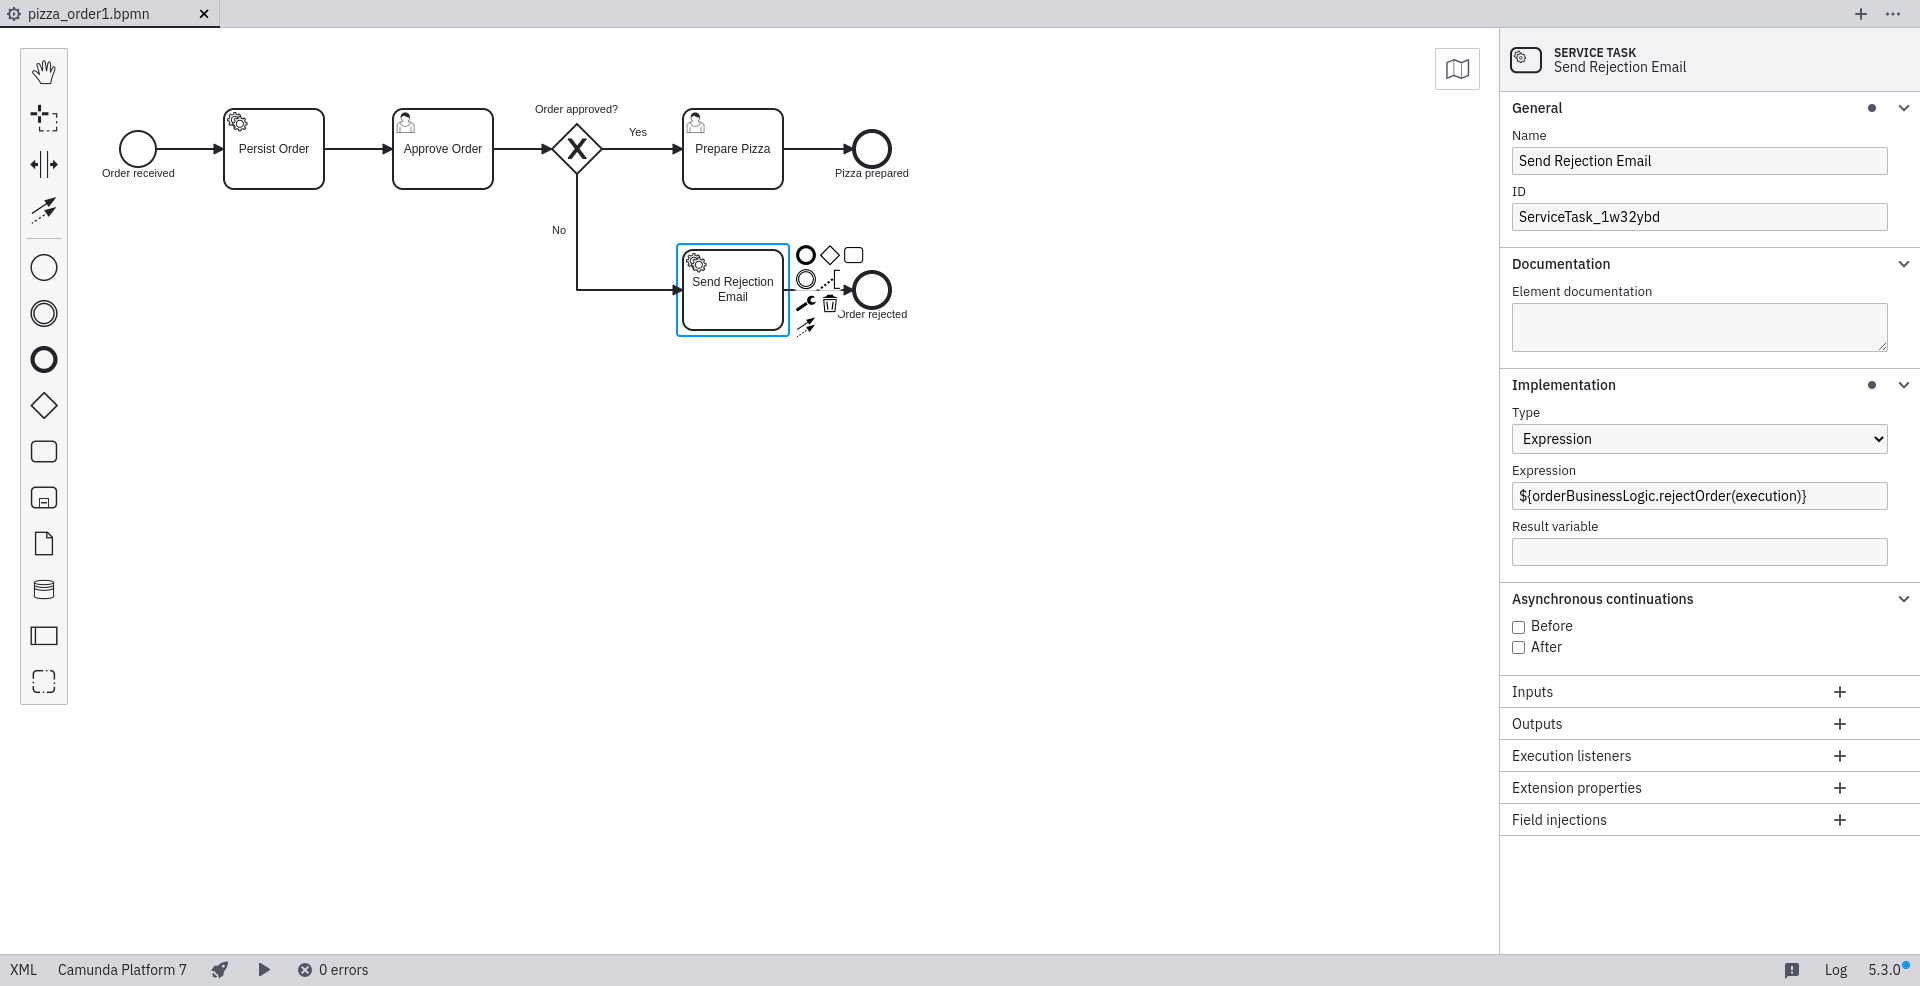 pizza_order1.bpmn
Order received
Persist Order
Approve Order
Order approved?
Yes
Prepare Pizza
Pizza prepared
No
Send Rejection
Email
Order rejected
SERVICE TASK
Send Rejection Email
General
Name
Send Rejection Email
ID
ServiceTask_1w32ybd
Documentation
Element documentation
Implementation
Type
Expression
Expression
${orderBusinessLogic.rejectOrder(execution)}
Result variable
Asynchronous continuations
Before
After
Inputs
Outputs
Execution listeners
Extension properties
Field injections
XML
Camunda Platform 7
0 errors
Log
5.3.0